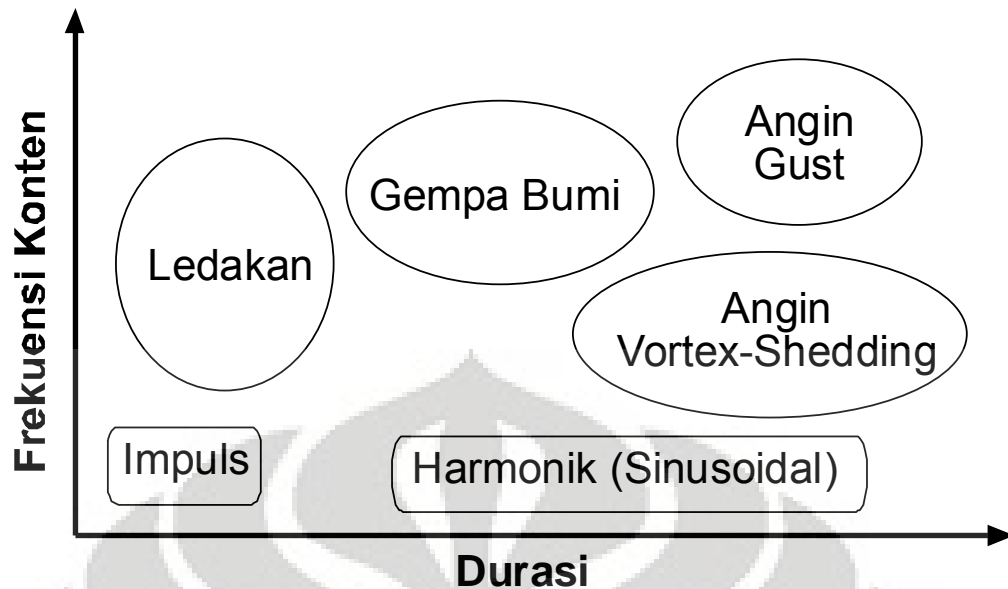 Frekuensi Konten
Angin
Gust
Gempa Bumi
Ledakan
Angin
Vortex-Shedding
Impuls
Harmonik (Sinusoidal)
Durasi